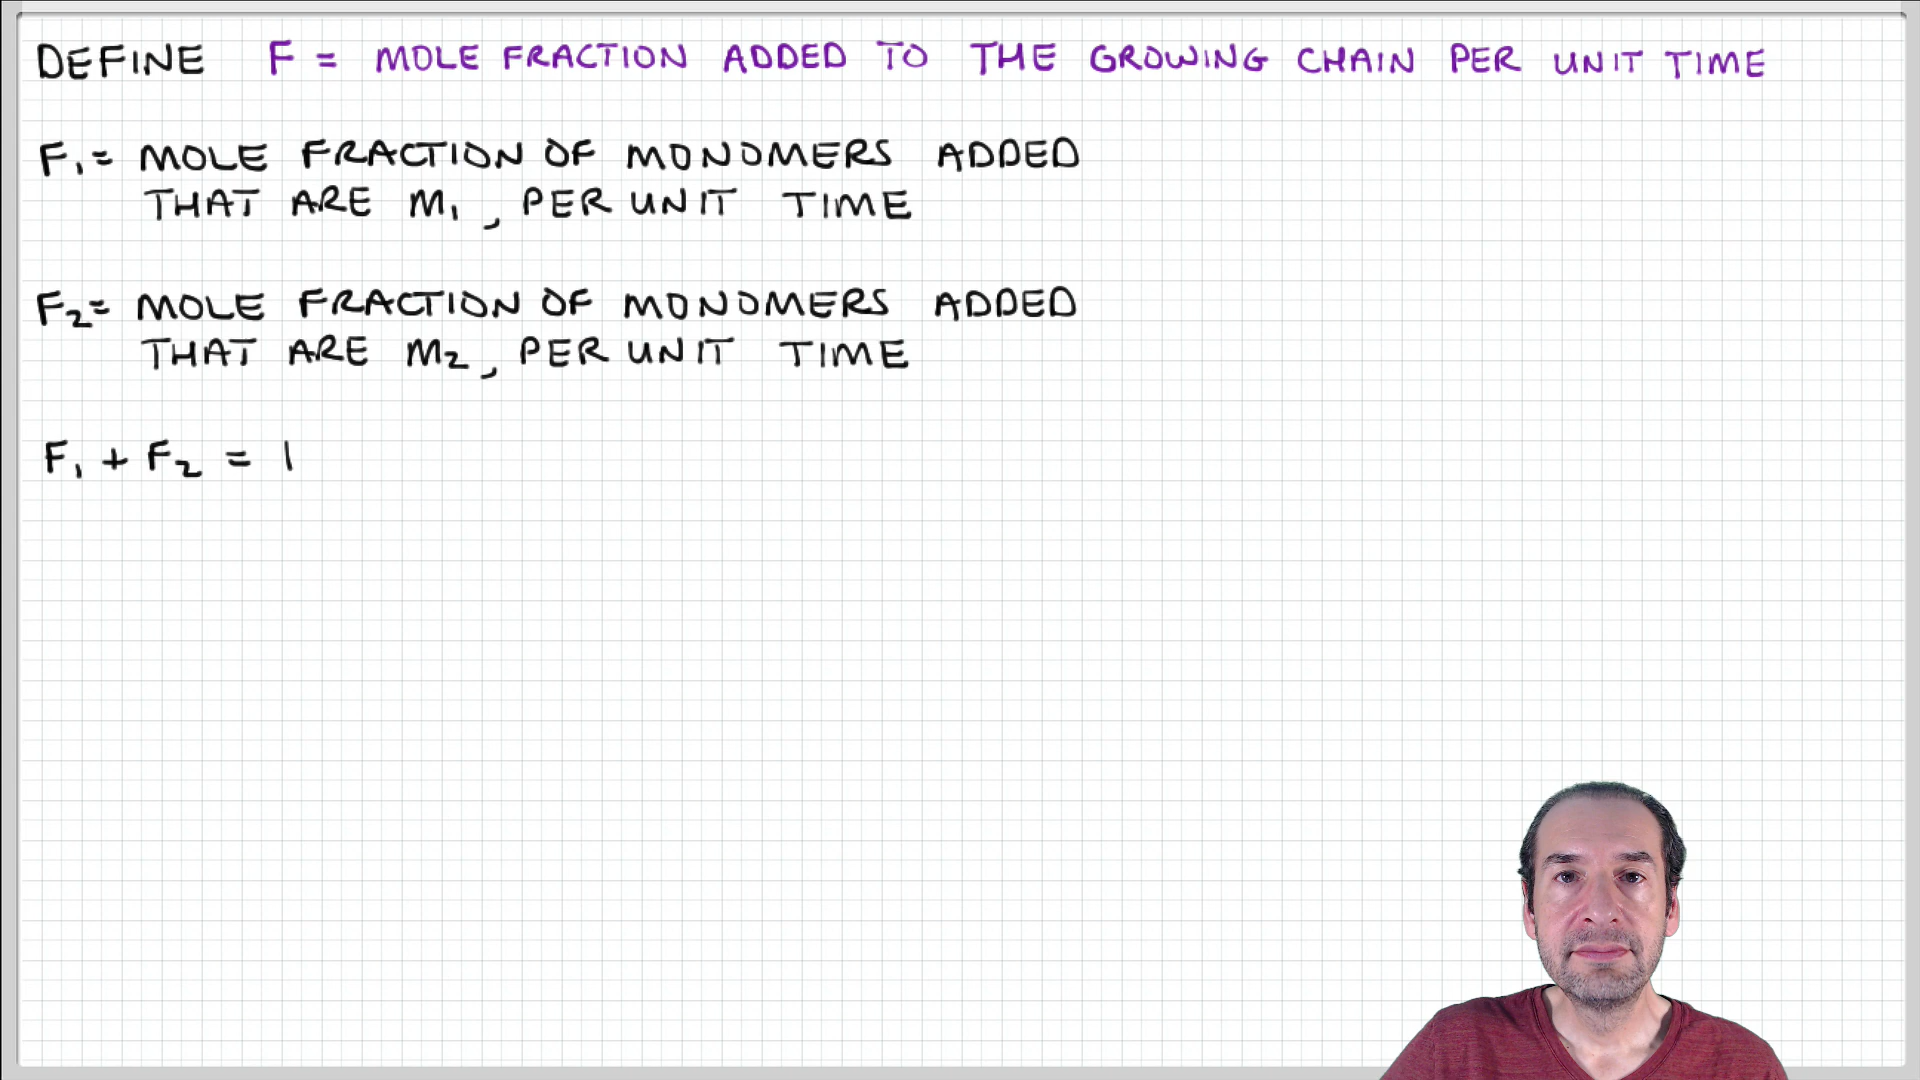 DEFINE F = MOLE FRACTION ADDED TO THE GROWING CHAIN PER UNIT TIME
F₁ = MOLE FRACTION OF MONOMERS ADDED
THAT ARE M₁, PER UNIT TIME
F₂ = MOLE FRACTION OF MONOMERS ADDED
THAT ARE M₂, PER UNIT TIME
F₁ + F₂ = 1